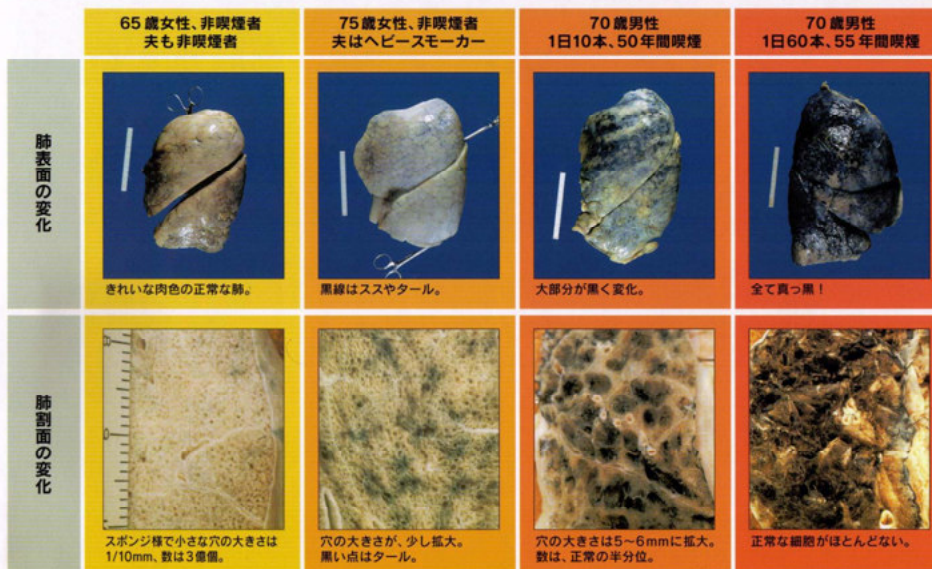 65歳女性、非喫煙者
夫も非喫煙者
75歳女性、非喫煙者
夫はヘビースモーカー
70歳男性
1日10本、50年間喫煙
70歳男性
1日60本、55年間喫煙
肺表面の変化
きれいな肉色の正常な肺。
黒線はススやタール。
大部分が黒く変化。
全て真っ黒！
肺割面の変化
スポンジ様で小さな穴の大きさは
1/10mm、数は3億個。
穴の大きさが、少し拡大。
黒い点はタール。
穴の大きさは5〜6mmに拡大。
数は、正常の半分位。
正常な細胞がほとんどない。